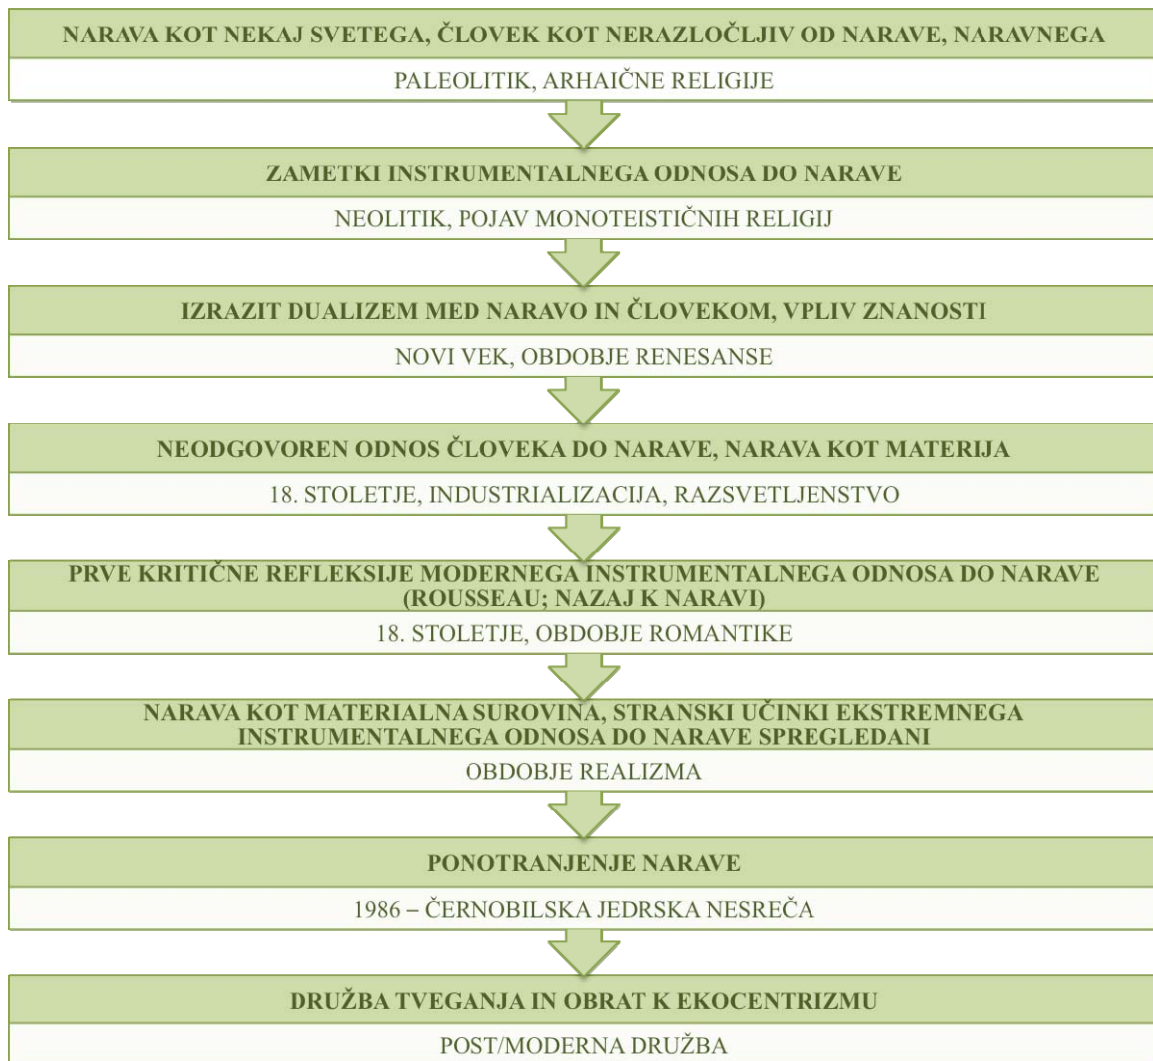 NARAVA KOT NEKAJ SVETEGA, ČLOVEK KOT NERAZLOČLJIV OD NARAVE, NARAVNEGA
PALEOLITIK, ARHAIČNE RELIGIJE
ZAMETKI INSTRUMENTALNEGA ODNOSA DO NARAVE
NEOLITIK, POJAV MONOTEISTIČNIH RELIGIJ
IZRAZIT DUALIZEM MED NARAVO IN ČLOVEKOM, VPLIV ZNANOSTI
NOVI VEK, OBDOBJE RENESANSE
NEODGOVOREN ODNOS ČLOVEKA DO NARAVE, NARAVA KOT MATERIJA
18. STOLETJE, INDUSTRIALIZACIJA, RAZSVETLJENSTVO
PRVE KRITIČNE REFLEKSIJE MODERNEGA INSTRUMENTALNEGA ODNOSA DO NARAVE
(ROUSSEAU; NAZAJ K NARAVI)
18. STOLETJE, OBDOBJE ROMANTIKE
NARAVA KOT MATERIALNA SUROVINA, STRANSKI UČINKI EKSTREMNEGA
INSTRUMENTALNEGA ODNOSA DO NARAVE SPREGLEDANI
OBDOBJE REALIZMA
PONOTRANJENJE NARAVE
1986 – ČERNOBILSKA JEDRSKA NESREČA
DRUŽBA TVEGANJA IN OBRAT K EKOCENTRIZMU
POST/MODERNA DRUŽBA